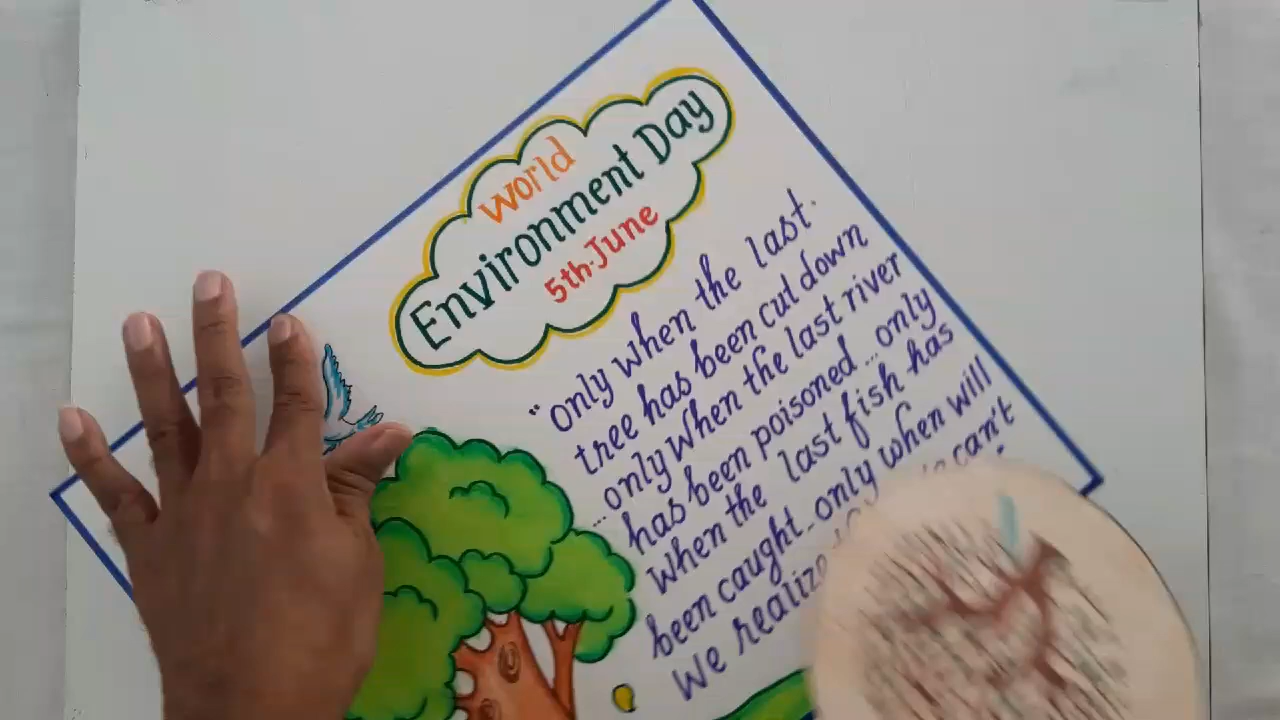 World
Environment Day
5th-June
"only when the last
tree has been cut down
...only when the last river
has been poisoned...only
when the last fish has
been caught..only when will
We realize can't